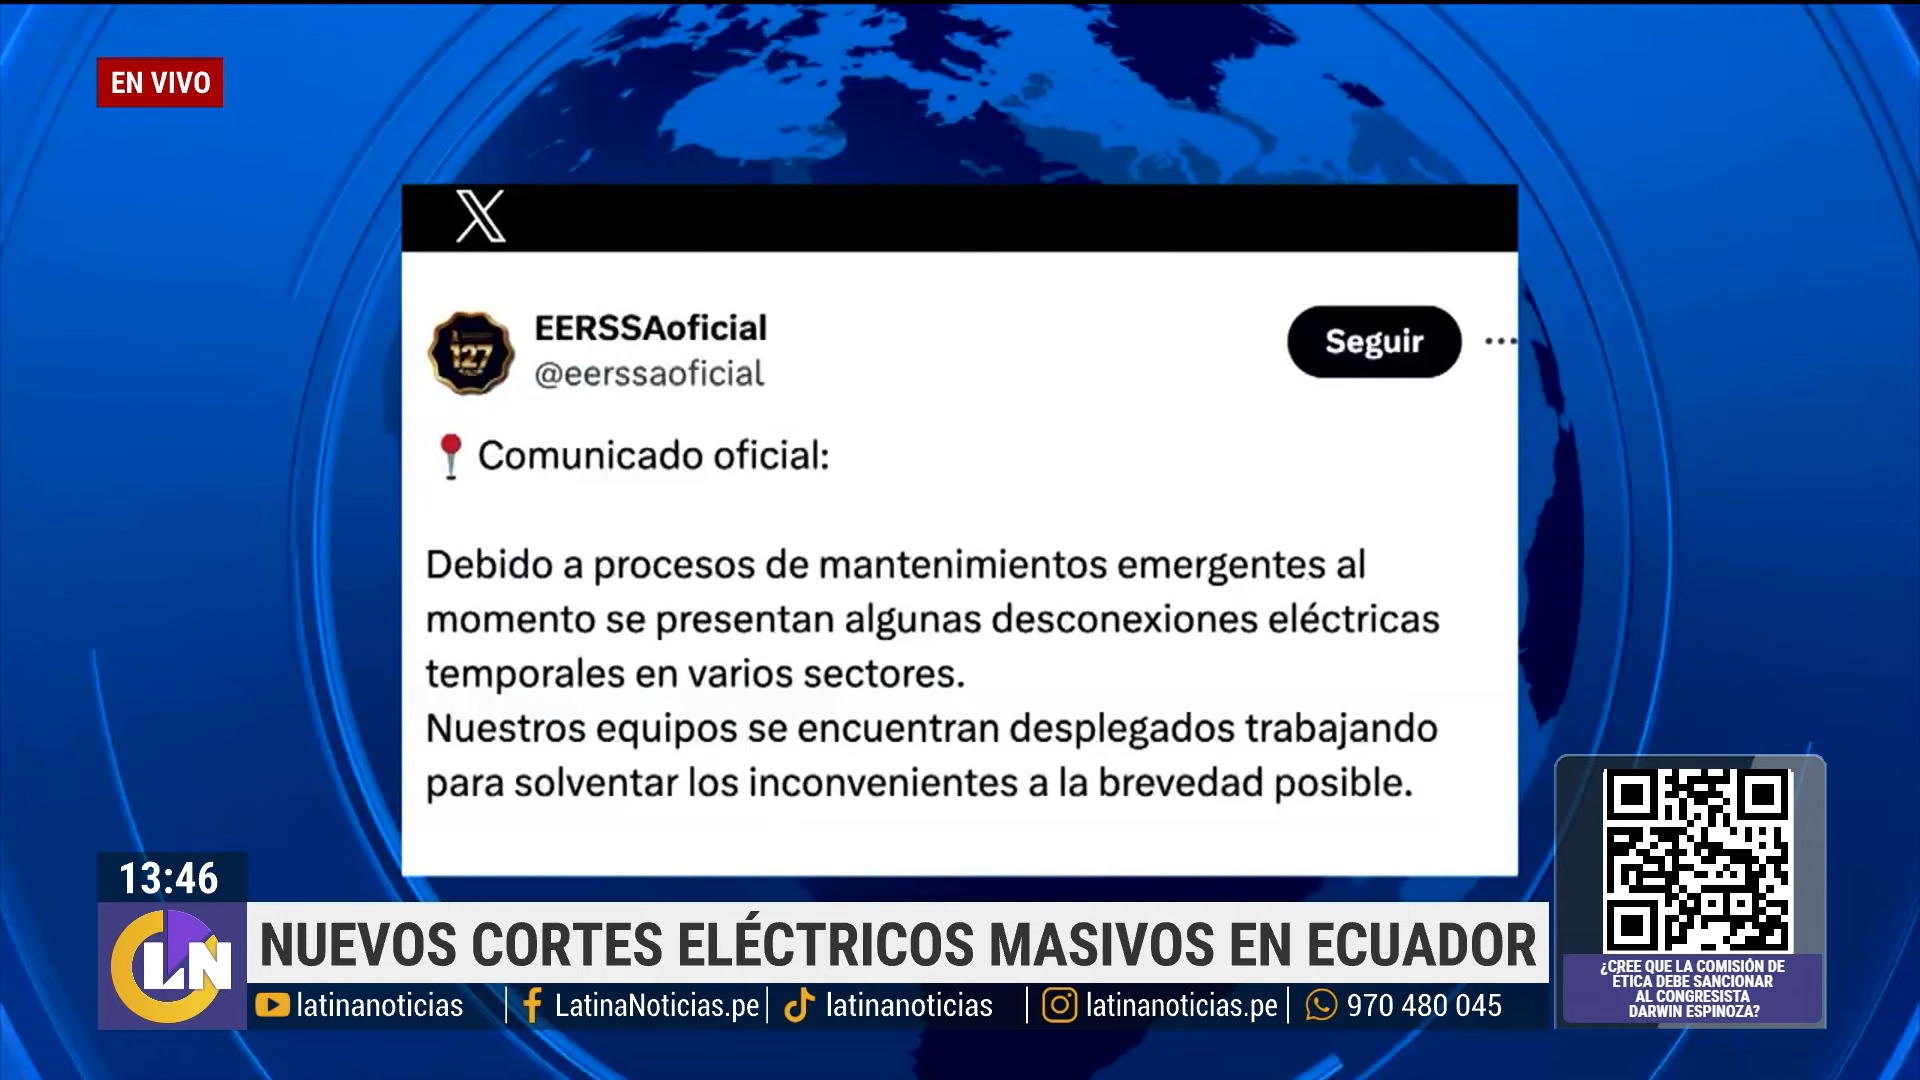 EN VIVO
X
EERSSAoficial
@eerssaoficial
Seguir
127
Comunicado oficial:
Debido a procesos de mantenimientos emergentes al
momento se presentan algunas desconexiones eléctricas
temporales en varios sectores.
Nuestros equipos se encuentran desplegados trabajando
para solventar los inconvenientes a la brevedad posible.
13:46
LN
NUEVOS CORTES ELÉCTRICOS MASIVOS EN ECUADOR
latinanoticias
LatinaNoticias.pe
latinanoticias
latinanoticias.pe
970 480 045
¿CREE QUE LA COMISIÓN DE
ÉTICA DEBE SANCIONAR
AL CONGRESISTA
DARWIN ESPINOZA?